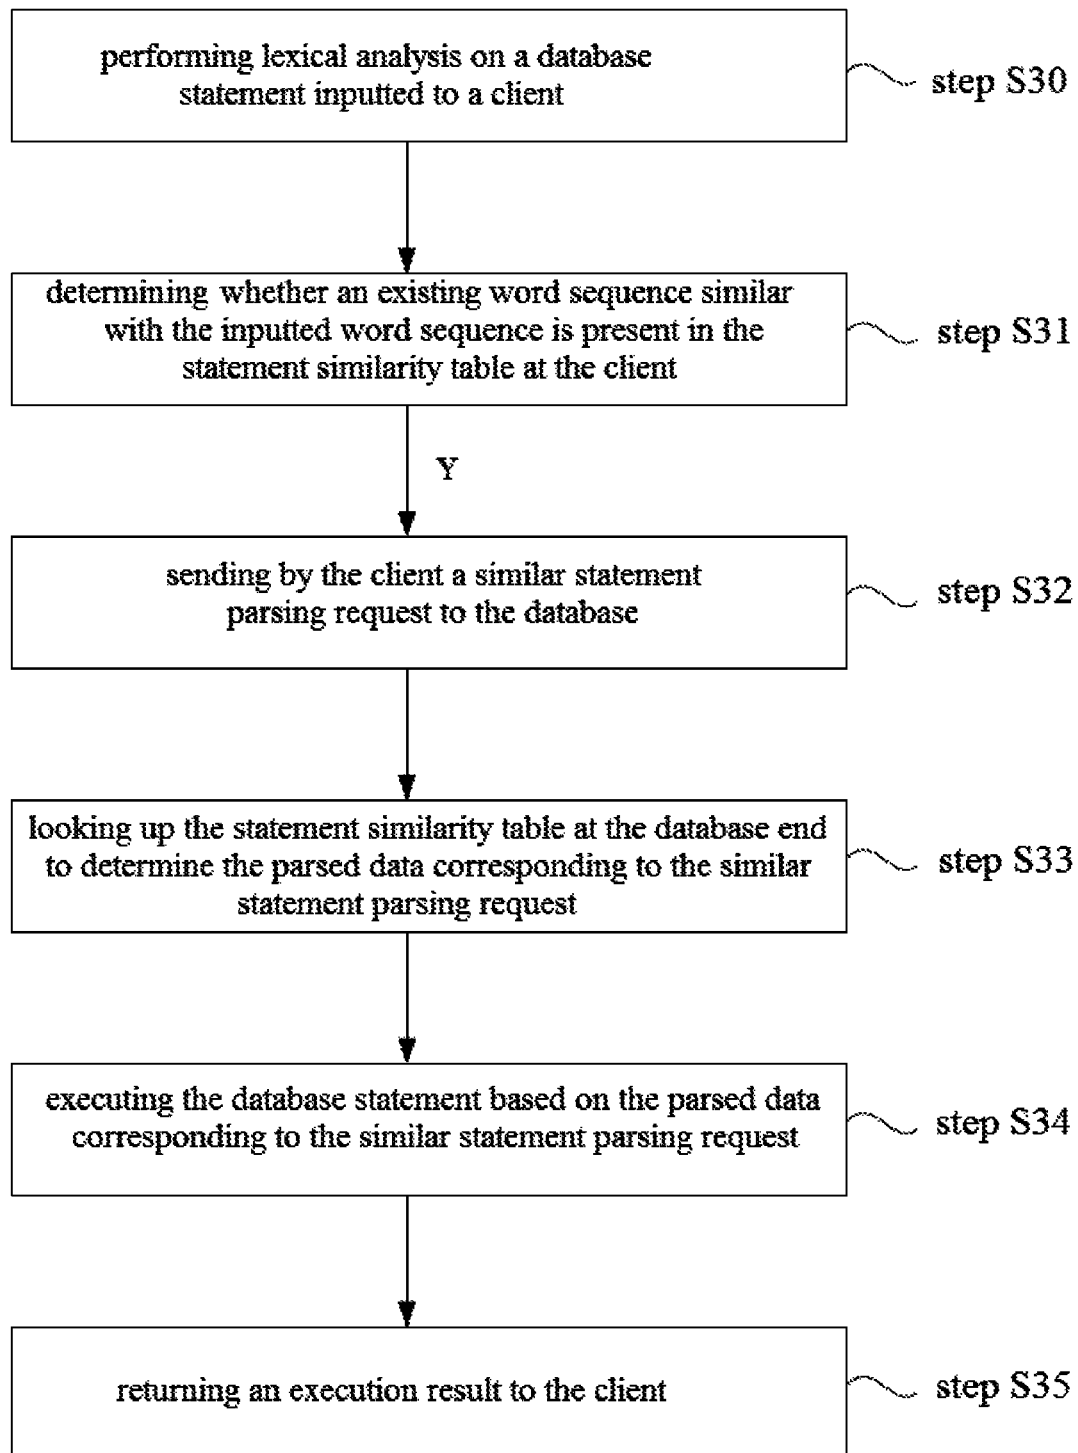 performing lexical analysis on a database
statement inputted to a client
step S30
determining whether an existing word sequence similar
with the inputted word sequence is present in the
statement similarity table at the client
step S31
Y
sending by the client a similar statement
parsing request to the database
step S32
looking up the statement similarity table at the database end
to determine the parsed data corresponding to the similar
statement parsing request
step S33
executing the database statement based on the parsed data
corresponding to the similar statement parsing request
step S34
returning an execution result to the client
step S35